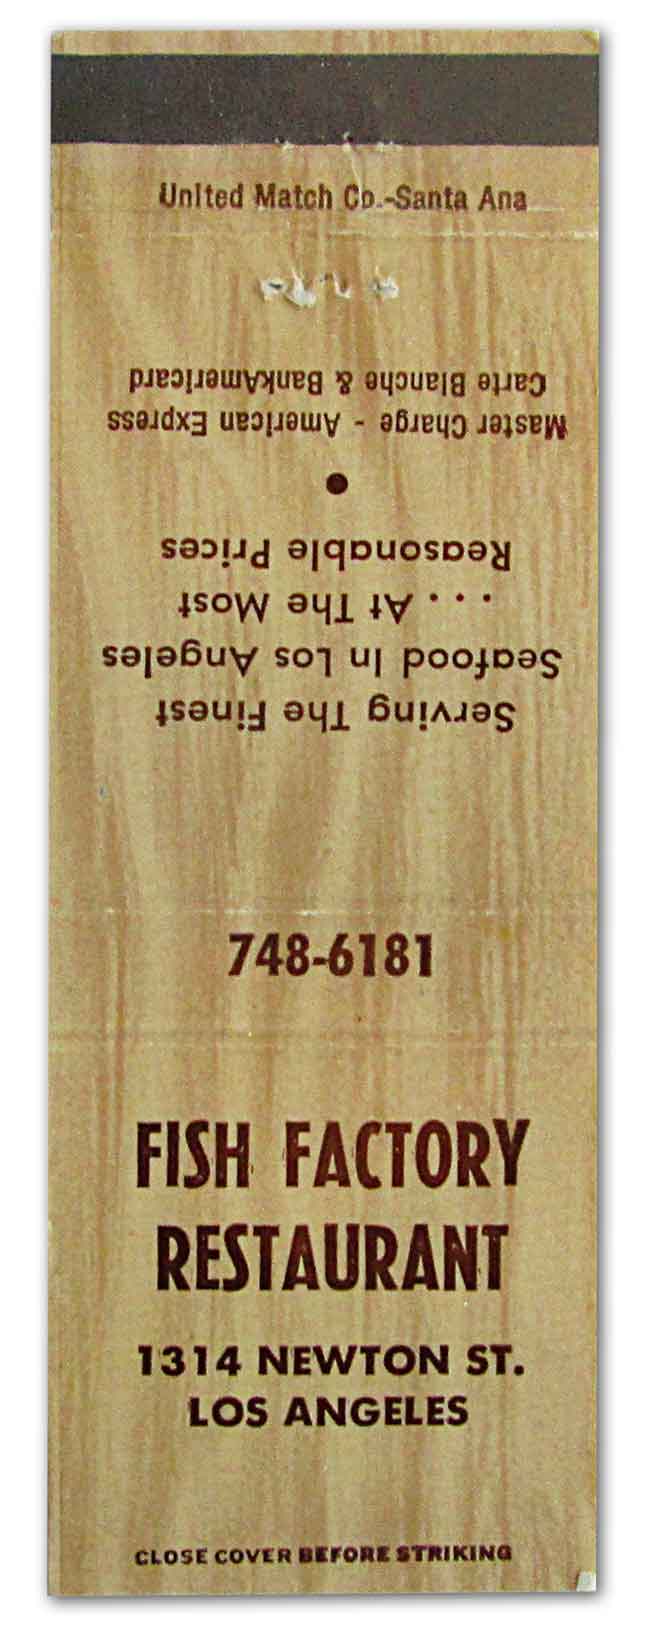 United Match Co.-Santa Ana
Serving The Finest
Seafood In Los Angeles
. . . At The Most
Reasonable Prices
Master Charge - American Express
Carte Blanche & BankAmericard
748-6181
FISH FACTORY
RESTAURANT
1314 NEWTON ST.
LOS ANGELES
CLOSE COVER BEFORE STRIKING